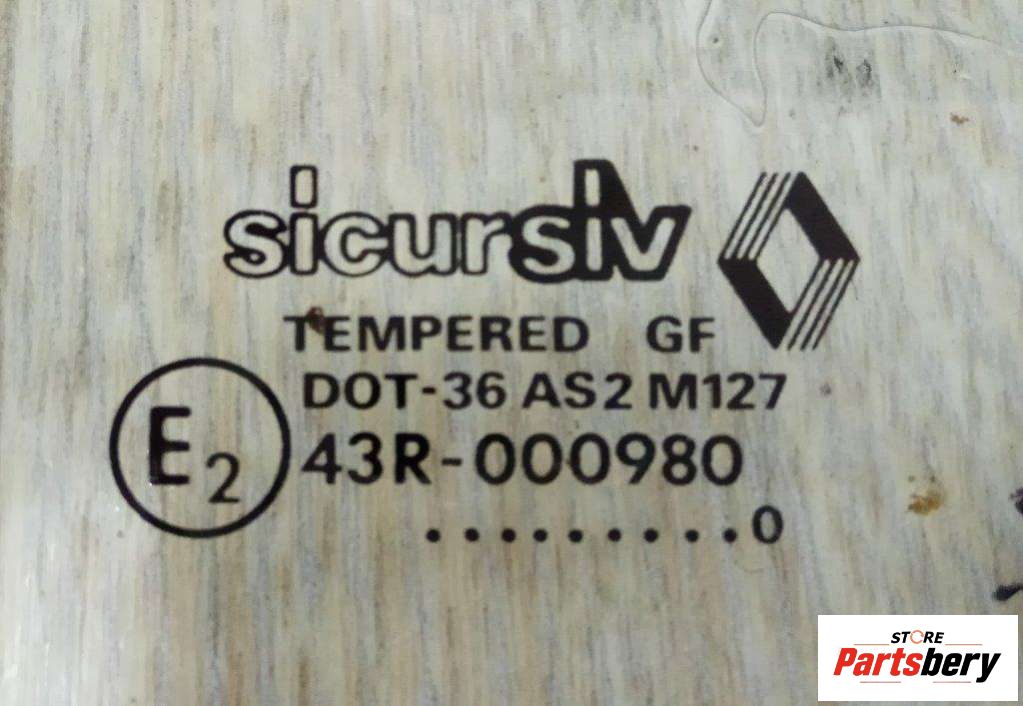 sicursiv
TEMPERED GF
DOT-36 AS2 M127
E2 43R-000980
.........0
STORE
Partsbery